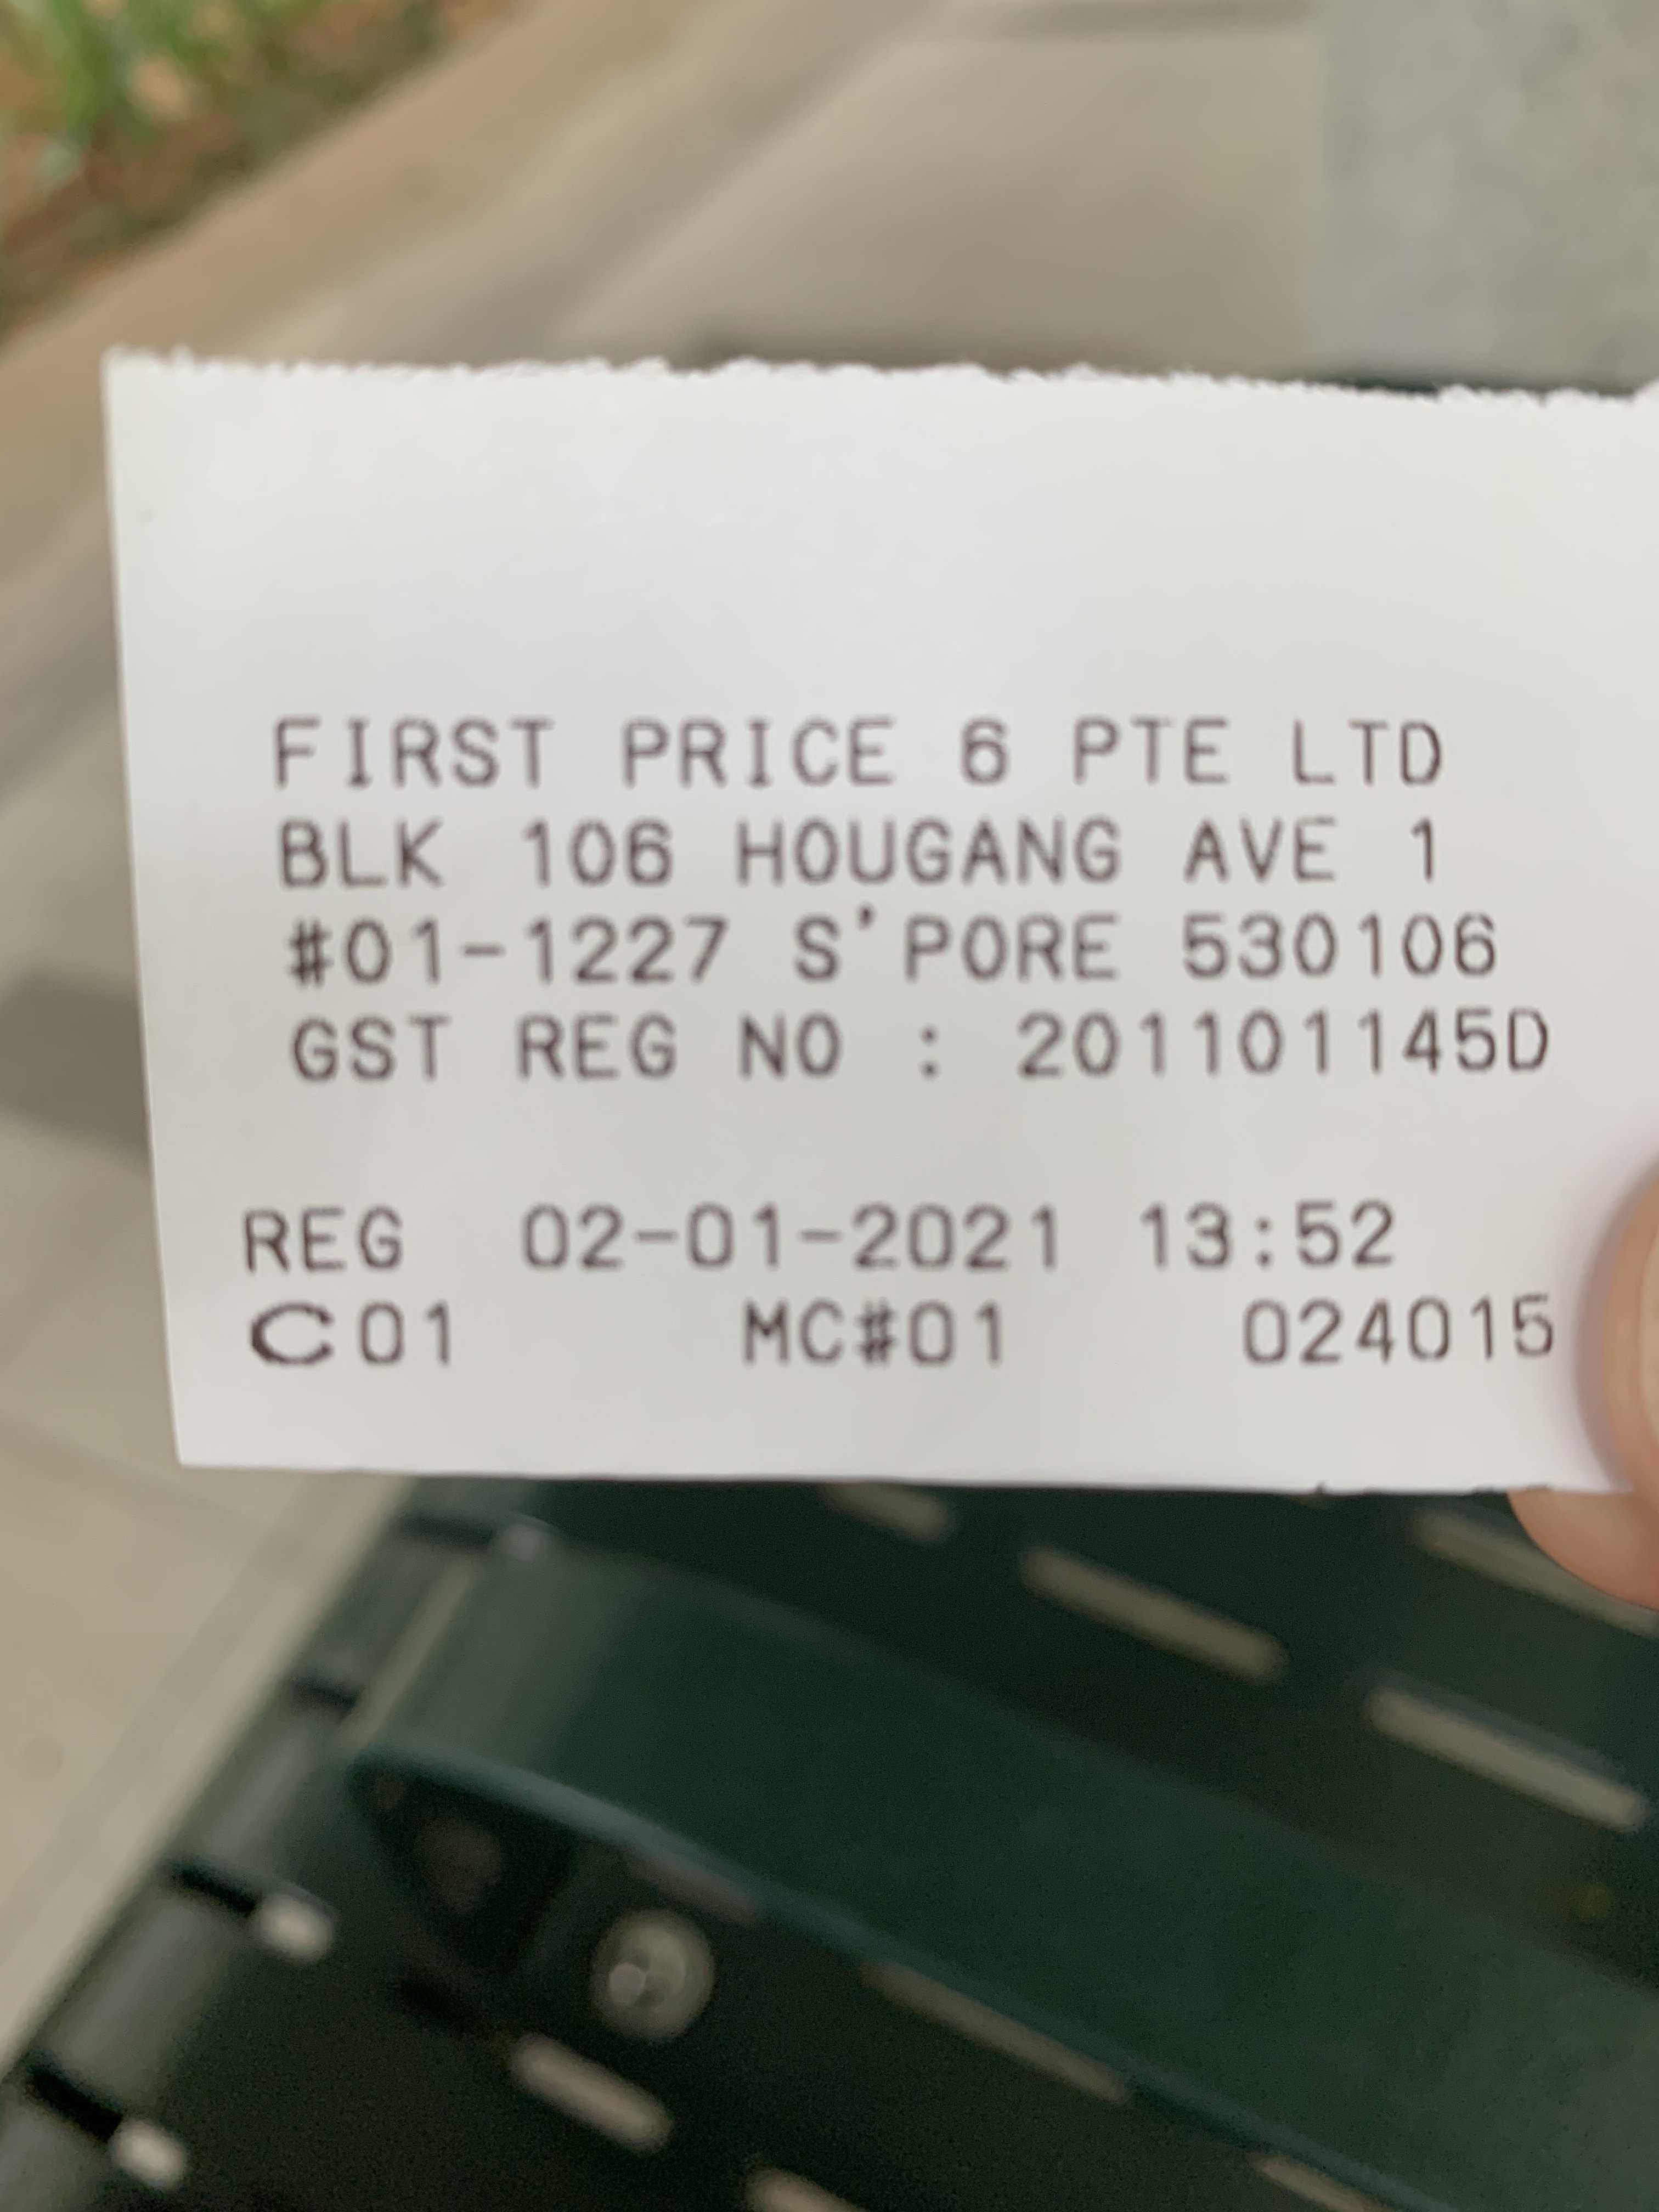 FIRST PRICE 6 PTE LTD
BLK 106 HOUGANG AVE 1
#01-1227 S'PORE 530106
GST REG NO : 201101145D
REG 02-01-2021 13:52
C01 MC#01 024015